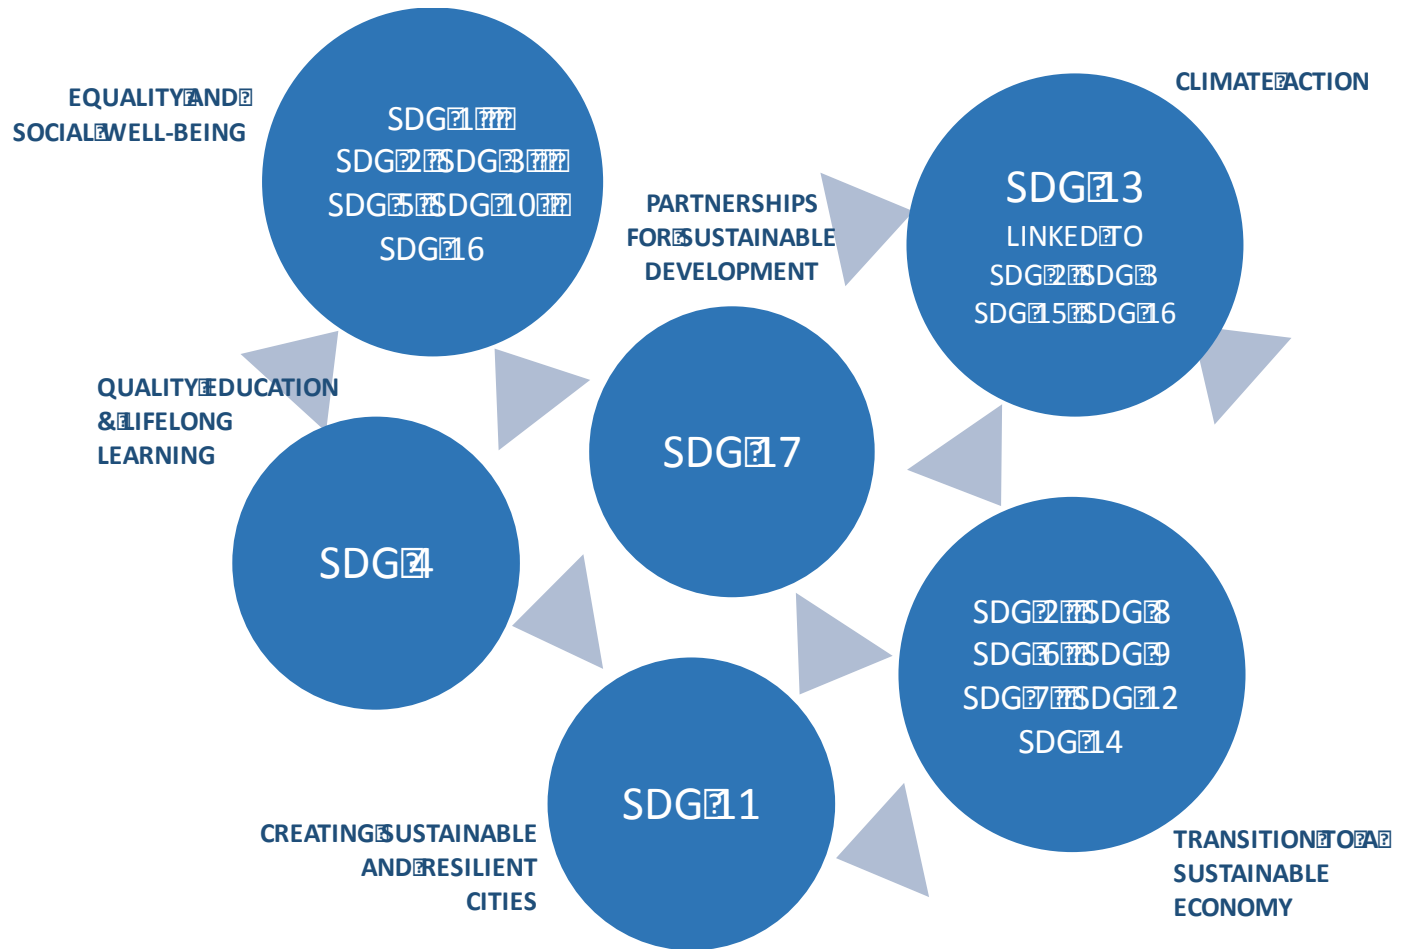 EQUALITY AND
SOCIAL WELL-BEING
SDG 1
SDG 2 SDG 3
SDG 5 SDG 10
SDG 16
CLIMATE ACTION
SDG 13
LINKED TO
SDG 2 SDG 3
SDG 15 SDG 16
PARTNERSHIPS
FOR SUSTAINABLE
DEVELOPMENT
SDG 17
QUALITY EDUCATION
& LIFELONG
LEARNING
SDG 4
SDG 2 SDG 8
SDG 6 SDG 9
SDG 7 SDG 12
SDG 14
SDG 11
CREATING SUSTAINABLE
AND RESILIENT
CITIES
TRANSITION TO A
SUSTAINABLE
ECONOMY